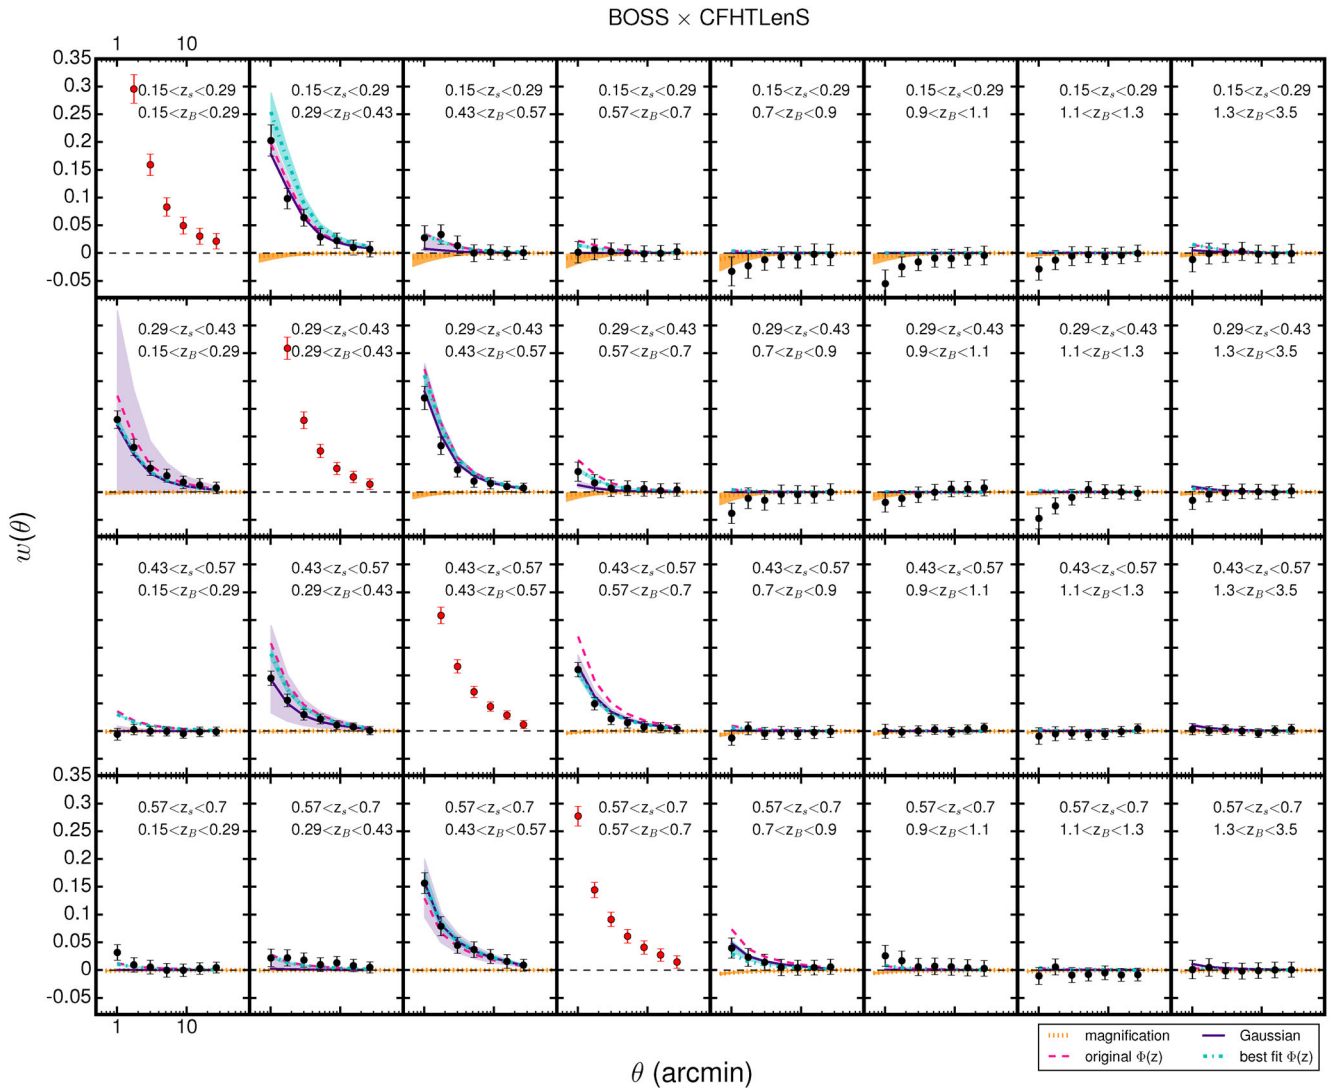 BOSS × CFHTLenS
1 10
0.35
0.3
0.25
0.2
0.15
0.1
0.05
0
-0.05
0.15<z_s<0.29
0.15<z_B<0.29
0.15<z_s<0.29
0.29<z_B<0.43
0.15<z_s<0.29
0.43<z_B<0.57
0.15<z_s<0.29
0.57<z_B<0.7
0.15<z_s<0.29
0.7<z_B<0.9
0.15<z_s<0.29
0.9<z_B<1.1
0.15<z_s<0.29
1.1<z_B<1.3
0.15<z_s<0.29
1.3<z_B<3.5
0.29<z_s<0.43
0.15<z_B<0.29
0.29<z_s<0.43
0.29<z_B<0.43
0.29<z_s<0.43
0.43<z_B<0.57
0.29<z_s<0.43
0.57<z_B<0.7
0.29<z_s<0.43
0.7<z_B<0.9
0.29<z_s<0.43
0.9<z_B<1.1
0.29<z_s<0.43
1.1<z_B<1.3
0.29<z_s<0.43
1.3<z_B<3.5
w(θ)
0.43<z_s<0.57
0.15<z_B<0.29
0.43<z_s<0.57
0.29<z_B<0.43
0.43<z_s<0.57
0.43<z_B<0.57
0.43<z_s<0.57
0.57<z_B<0.7
0.43<z_s<0.57
0.7<z_B<0.9
0.43<z_s<0.57
0.9<z_B<1.1
0.43<z_s<0.57
1.1<z_B<1.3
0.43<z_s<0.57
1.3<z_B<3.5
0.35
0.3
0.25
0.2
0.15
0.1
0.05
0
-0.05
0.57<z_s<0.7
0.15<z_B<0.29
0.57<z_s<0.7
0.29<z_B<0.43
0.57<z_s<0.7
0.43<z_B<0.57
0.57<z_s<0.7
0.57<z_B<0.7
0.57<z_s<0.7
0.7<z_B<0.9
0.57<z_s<0.7
0.9<z_B<1.1
0.57<z_s<0.7
1.1<z_B<1.3
0.57<z_s<0.7
1.3<z_B<3.5
1 10
θ (arcmin)
magnification
original Φ(z)
Gaussian
best fit Φ(z)